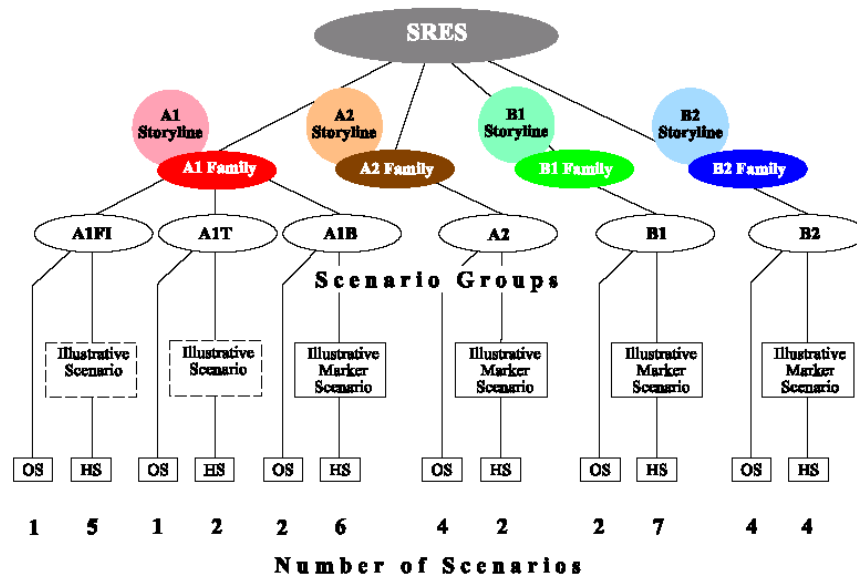 SRES
A1
Storyline
A2
Storyline
B1
Storyline
B2
Storyline
A1 Family
A2 Family
B1 Family
B2 Family
A1FI
A1T
A1B
A2
B1
B2
Scenario Groups
Illustrative
Scenario
Illustrative
Scenario
Illustrative
Marker
Scenario
Illustrative
Marker
Scenario
Illustrative
Marker
Scenario
Illustrative
Marker
Scenario
OS HS OS HS OS HS OS HS OS HS OS HS
1 5 1 2 2 6 4 2 2 7 4 4
Number of Scenarios